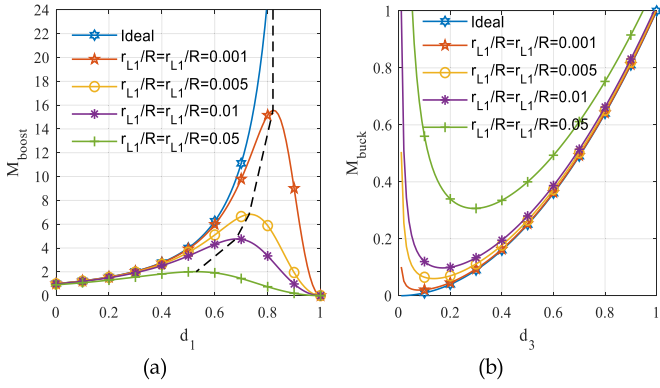 24
22
20
18
16
14
12
10
8
6
4
2
0
M_boost
Ideal
r_L1/R=r_L1/R=0.001
r_L1/R=r_L1/R=0.005
r_L1/R=r_L1/R=0.01
r_L1/R=r_L1/R=0.05
0 0.2 0.4 0.6 0.8 1
d_1
(a)
1
0.8
0.6
0.4
0.2
0
M_buck
Ideal
r_L1/R=r_L1/R=0.001
r_L1/R=r_L1/R=0.005
r_L1/R=r_L1/R=0.01
r_L1/R=r_L1/R=0.05
0 0.2 0.4 0.6 0.8 1
d_3
(b)